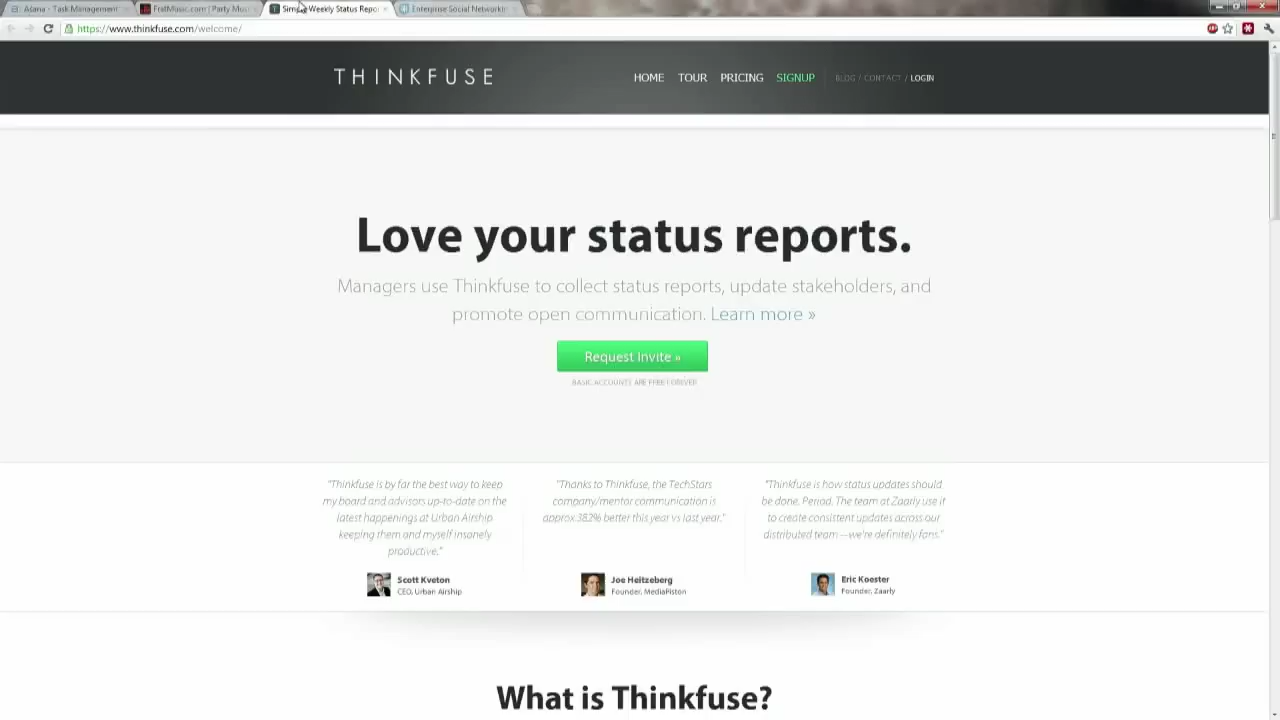 Asana - Task Management
FratMusic.com | Party Mus
Simple Weekly Status Repor
Enterprise Social Networkin
https://www.thinkfuse.com/welcome/
THINKFUSE
HOME TOUR PRICING SIGNUP BLOG / CONTACT / LOGIN
Love your status reports.
Managers use Thinkfuse to collect status reports, update stakeholders, and
promote open communication. Learn more »
Request Invite »
BASIC ACCOUNTS ARE FREE FOREVER
"Thinkfuse is by far the best way to keep
my board and advisors up-to-date on the
latest happenings at Urban Airship
keeping them and myself insanely
productive."
Scott Kveton
CEO, Urban Airship
"Thanks to Thinkfuse, the TechStars
company/mentor communication is
approx 382% better this year vs last year."
Joe Heitzeberg
Founder, MediaPiston
"Thinkfuse is how status updates should
be done. Period. The team at Zaarly use it
to create consistent updates across our
distributed team -- we're definitely fans."
Eric Koester
Founder, Zaarly
What is Thinkfuse?